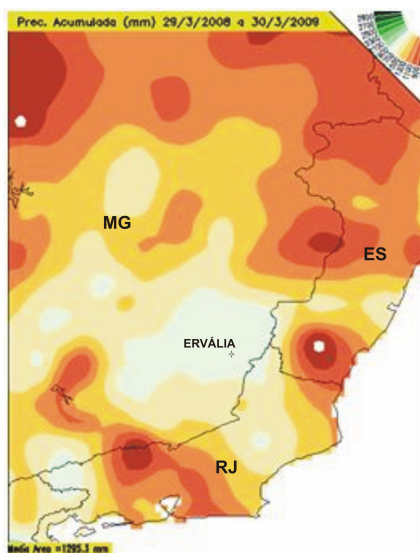 Prec. Acumulada (mm) 29/3/2008 a 30/3/2009
MG
ES
ERVÁLIA
RJ
Media Area =1295.3 mm